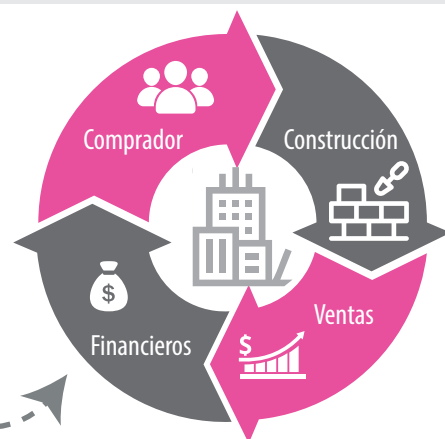 Comprador
Construcción
Ventas
$
Financieros
$